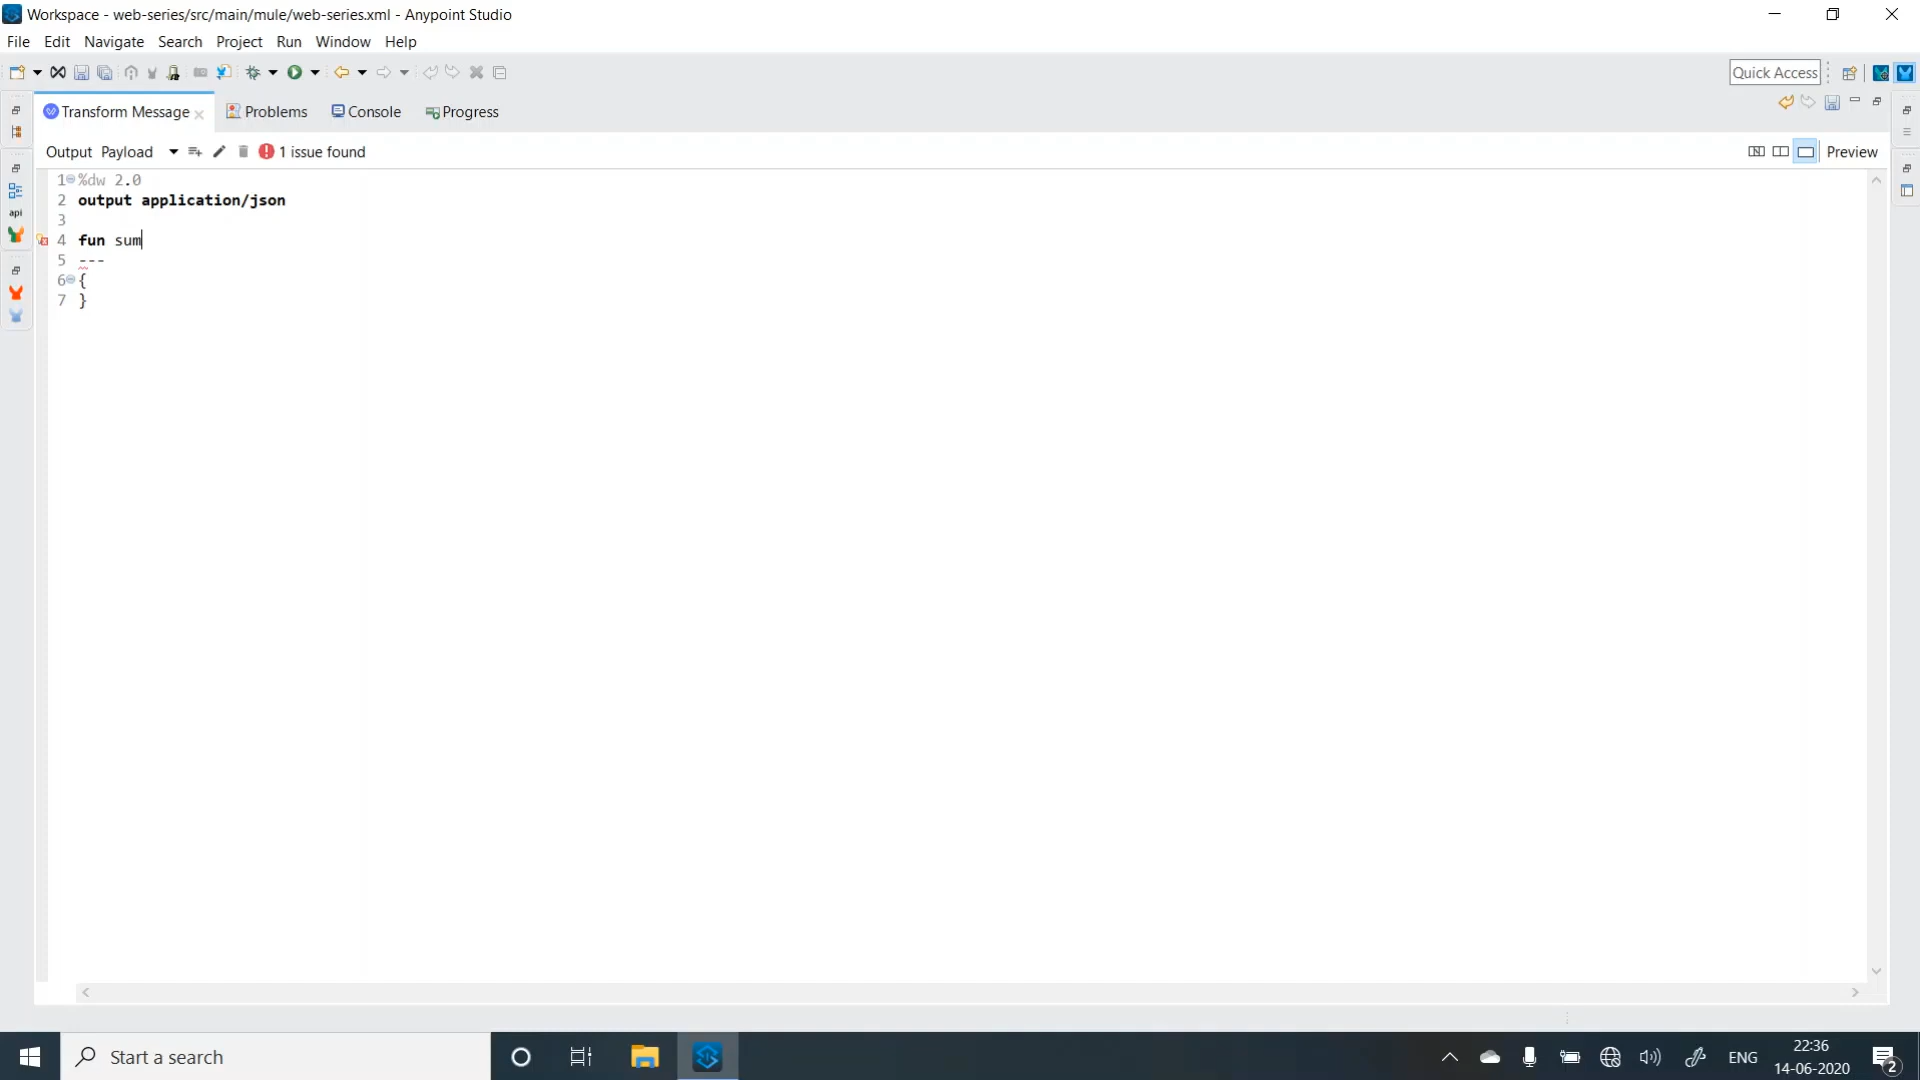 Workspace - web-series/src/main/mule/web-series.xml - Anypoint Studio
File Edit Navigate Search Project Run Window Help
Quick Access
Transform Message Problems Console Progress
Output Payload 1 issue found Preview
1 %dw 2.0
2 output application/json
3
4 fun sum
5 ---
6 {
7 }
api
Start a search
ENG
22:36
14-06-2020
2